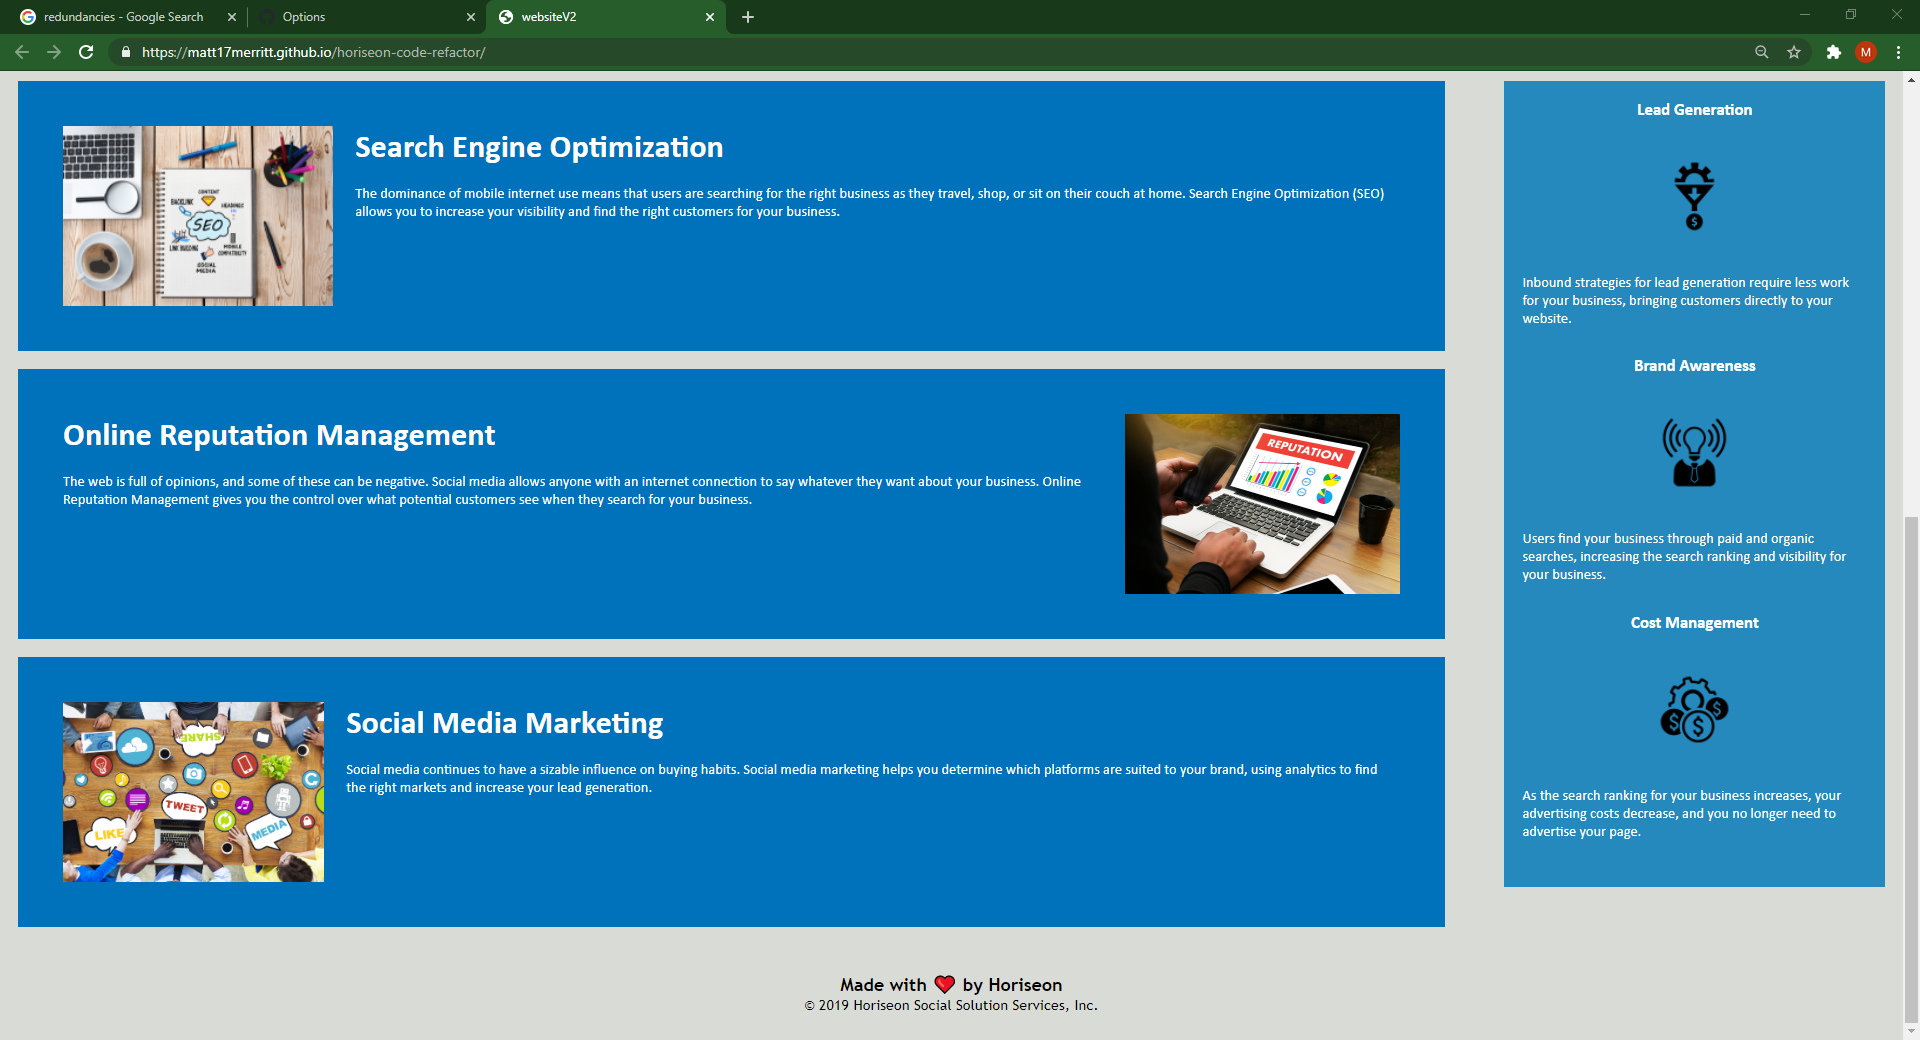 redundancies - Google Search
Options
websiteV2
https://matt17merritt.github.io/horiseon-code-refactor/
M
Search Engine Optimization
The dominance of mobile internet use means that users are searching for the right business as they travel, shop, or sit on their couch at home. Search Engine Optimization (SEO)
allows you to increase your visibility and find the right customers for your business.
CONTENT
BACKLINK
HEADINGS
SEO
LINK BUILDING
MOBILE
COMPATIBILITY
SOCIAL
MEDIA
Online Reputation Management
The web is full of opinions, and some of these can be negative. Social media allows anyone with an internet connection to say whatever they want about your business. Online
Reputation Management gives you the control over what potential customers see when they search for your business.
REPUTATION
Social Media Marketing
Social media continues to have a sizable influence on buying habits. Social media marketing helps you determine which platforms are suited to your brand, using analytics to find
the right markets and increase your lead generation.
SHARE
TWEET
LIKE
MEDIA
Lead Generation
$
Inbound strategies for lead generation require less work
for your business, bringing customers directly to your
website.
Brand Awareness
Users find your business through paid and organic
searches, increasing the search ranking and visibility for
your business.
Cost Management
$ $ $
As the search ranking for your business increases, your
advertising costs decrease, and you no longer need to
advertise your page.
Made with ❤️ by Horiseon
© 2019 Horiseon Social Solution Services, Inc.